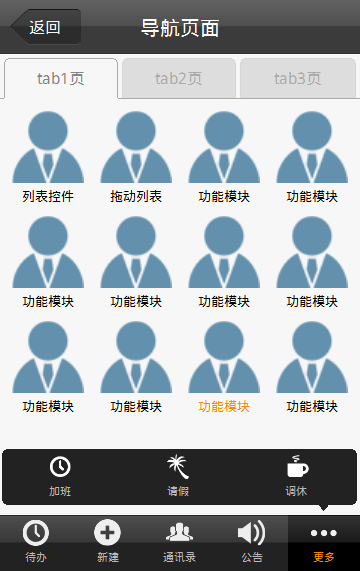 返回 导航页面
tab1页 tab2页 tab3页
列表控件 拖动列表 功能模块 功能模块
功能模块 功能模块 功能模块 功能模块
功能模块 功能模块 功能模块 功能模块
加班 请假 调休
待办 新建 通讯录 公告 更多